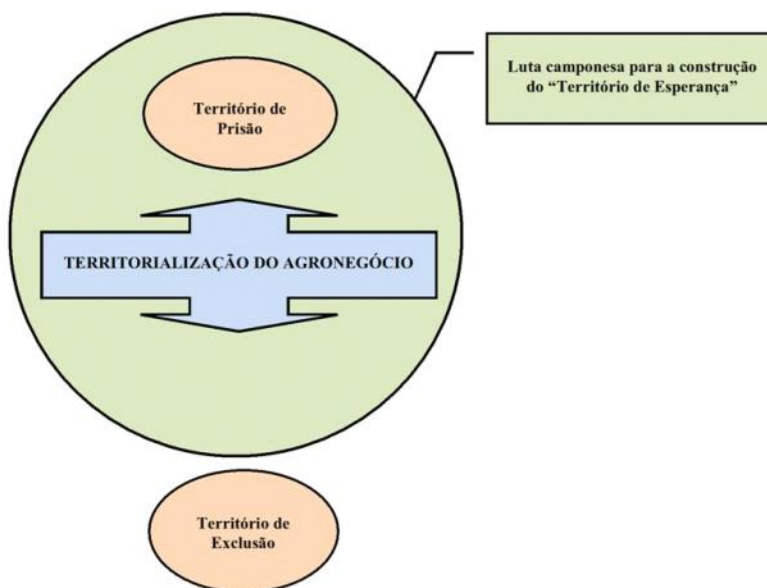 Luta camponesa para a construção
do “Território de Esperança”
Território de
Prisão
TERRITORIALIZAÇÃO DO AGRONEGÓCIO
Território de
Exclusão